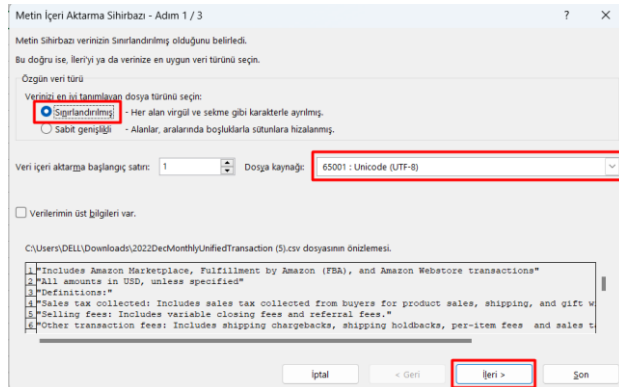 Metin İçeri Aktarma Sihirbazı - Adım 1 / 3
Metin Sihirbazı verinizin Sınırlandırılmış olduğunu belirledi.
Bu doğru ise, İleri'yi ya da verinize en uygun veri türünü seçin.
Özgün veri türü
Verinizi en iyi tanımlayan dosya türünü seçin:
Sınırlandırılmış - Her alan virgül ve sekme gibi karakterle ayrılmış.
Sabit genişlikli - Alanlar, aralarında boşluklarla sütunlara hizalanmış.
Veri içeri aktarma başlangıç satırı: 1 Dosya kaynağı: 65001 : Unicode (UTF-8)
Verilerimin üst bilgileri var.
C:\Users\DELL\Downloads\2022DecMonthlyUnifiedTransaction (5).csv dosyasının önizlemesi.
1 "Includes Amazon Marketplace, Fulfillment by Amazon (FBA), and Amazon Webstore transactions"
2 "All amounts in USD, unless specified"
3 "Definitions:"
4 "Sales tax collected: Includes sales tax collected from buyers for product sales, shipping, and gift w
5 "Selling fees: Includes variable closing fees and referral fees."
6 "Other transaction fees: Includes shipping chargebacks, shipping holdbacks, per-item fees and sales t
İptal < Geri İleri > Son